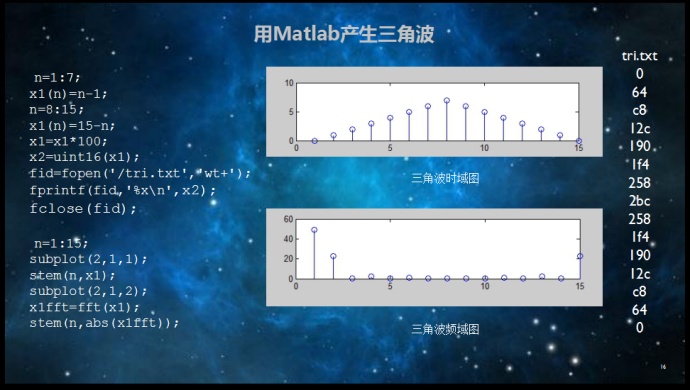 用Matlab产生三角波
n=1:7;
x1(n)=n-1;
n=8:15;
x1(n)=15-n;
x1=x1*100;
x2=uint16(x1);
fid=fopen('/tri.txt','wt+');
fprintf(fid,'%x\n',x2);
fclose(fid);
n=1:15;
subplot(2,1,1);
stem(n,x1);
subplot(2,1,2);
x1fft=fft(x1);
stem(n,abs(x1fft));
10
5
0
0 5 10 15
三角波时域图
60
40
20
0
0 5 10 15
三角波频域图
tri.txt
0
64
c8
12c
190
1f4
258
2bc
258
1f4
190
12c
c8
64
0
16